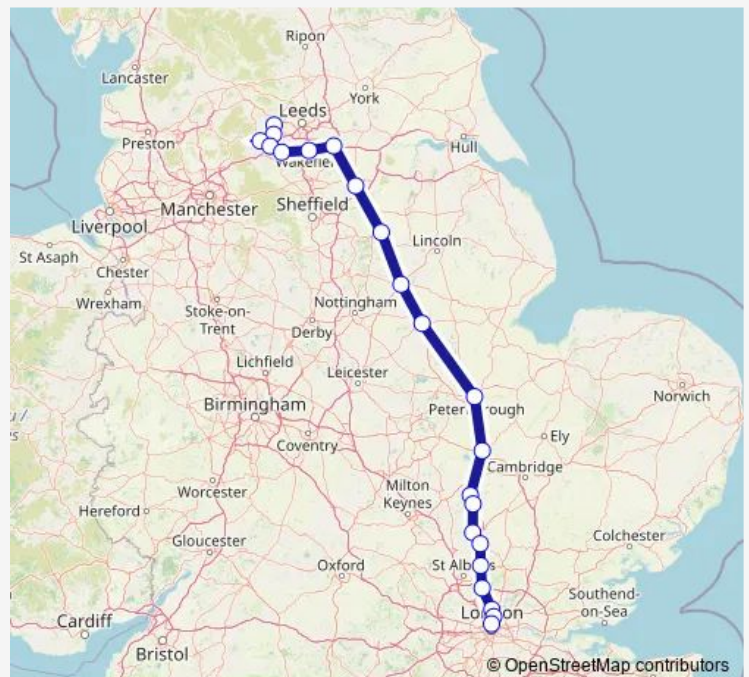 Ripon
Lancaster
York
Leeds
Preston
Hull
Manchester
Sheffield
Liverpool
Lincoln
St Asaph
Chester
Wrexham
Stoke-on-
Trent
Nottingham
Derby
Lichfield
Leicester
Norwich
Birmingham
Ely
Coventry
Cambridge
Worcester
Milton
Keynes
Hereford
Colchester
Gloucester
Oxford
Southend-
on-Sea
Cardiff
Bristol
© OpenStreetMap contributors